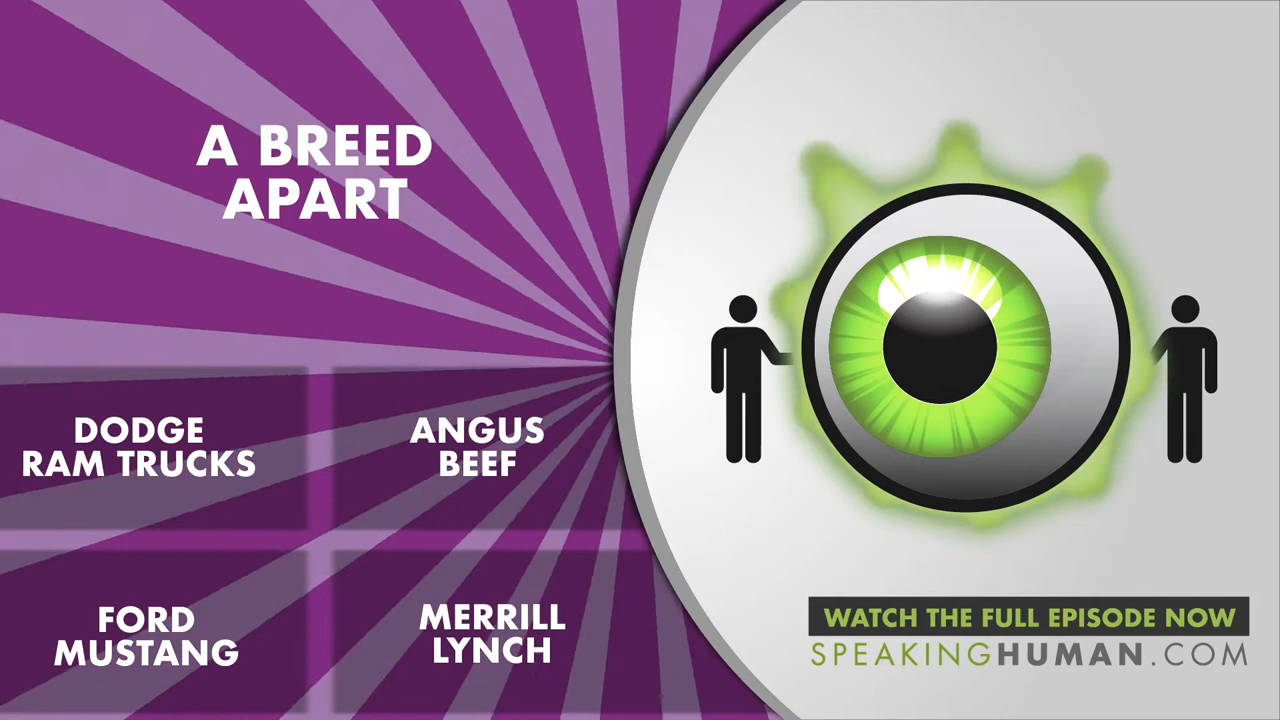 A BREED
APART
DODGE
RAM TRUCKS
ANGUS
BEEF
FORD
MUSTANG
MERRILL
LYNCH
WATCH THE FULL EPISODE NOW
SPEAKINGHUMAN.COM